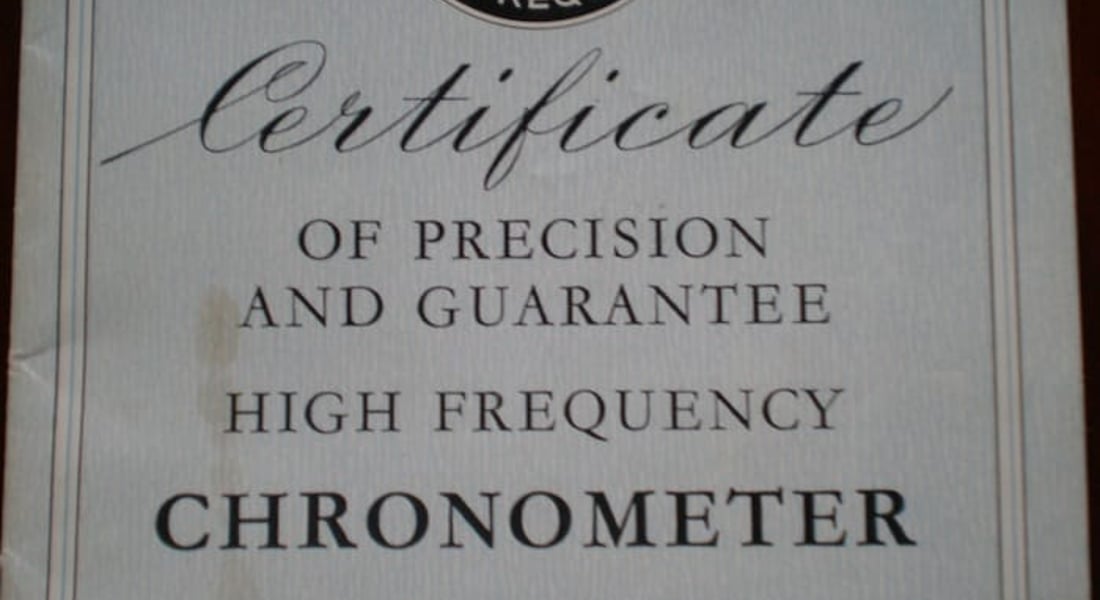 Certificate
OF PRECISION
AND GUARANTEE
HIGH FREQUENCY
CHRONOMETER